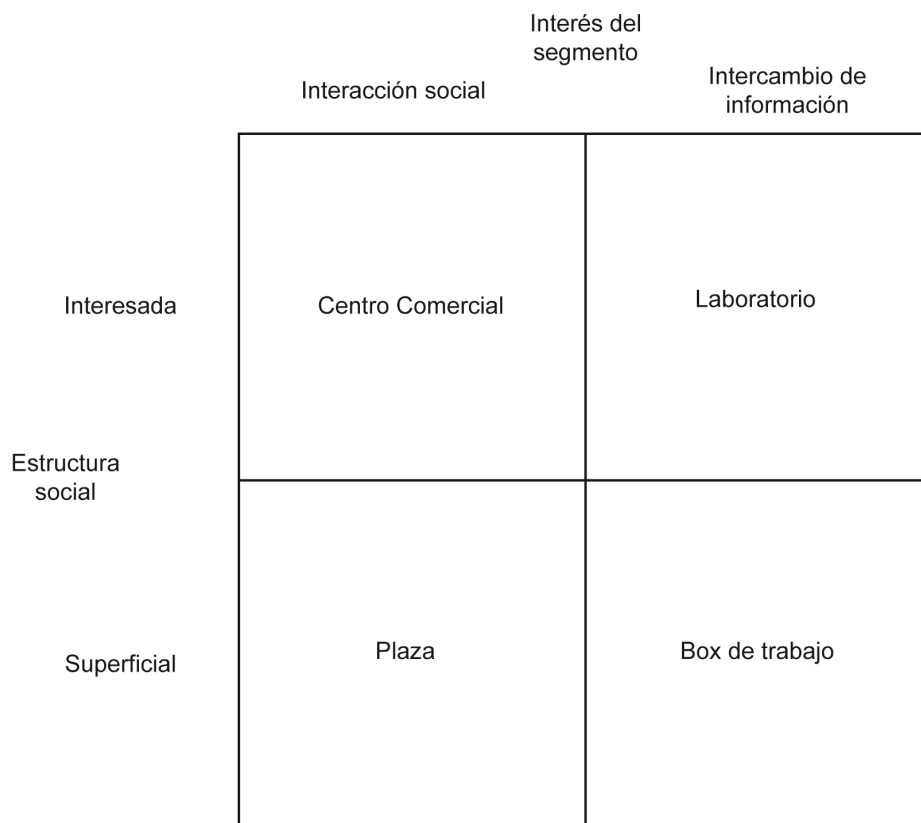 Interés del
segmento
Interacción social
Intercambio de
información
Interesada
Centro Comercial
Laboratorio
Estructura
social
Superficial
Plaza
Box de trabajo